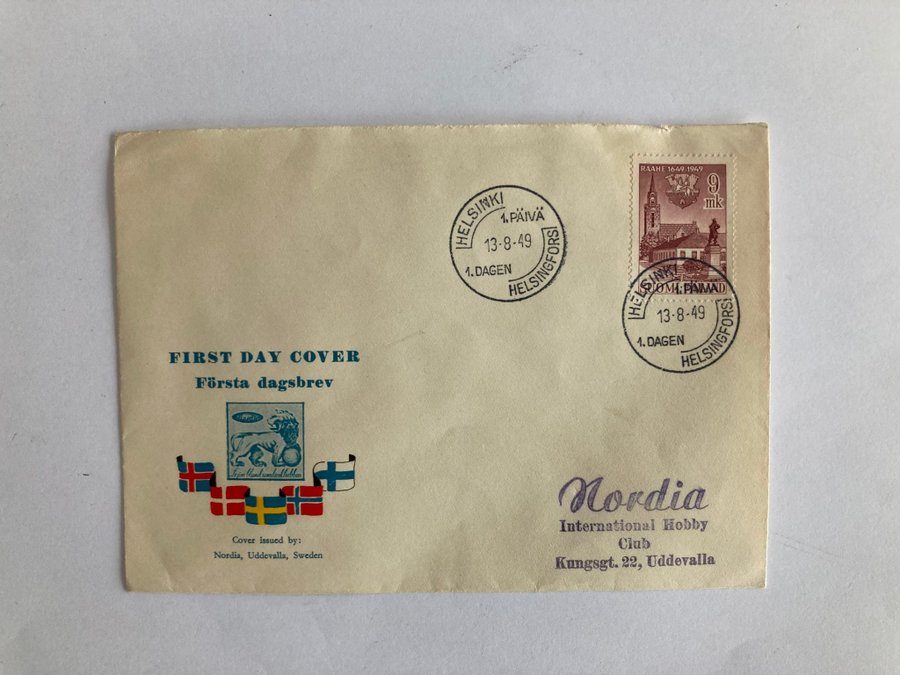 RAAHE 1649-1949
9
mk
HELSINKI
1. PÄIVÄ
13-8-49
1. DAGEN
HELSINGFORS
HELSINKI
1. PÄIVÄ
13-8-49
1. DAGEN
HELSINGFORS
FIRST DAY COVER
Första dagsbrev
Cover issued by:
Nordia, Uddevalla, Sweden
Nordia
International Hobby
Club
Kungsgt. 22, Uddevalla